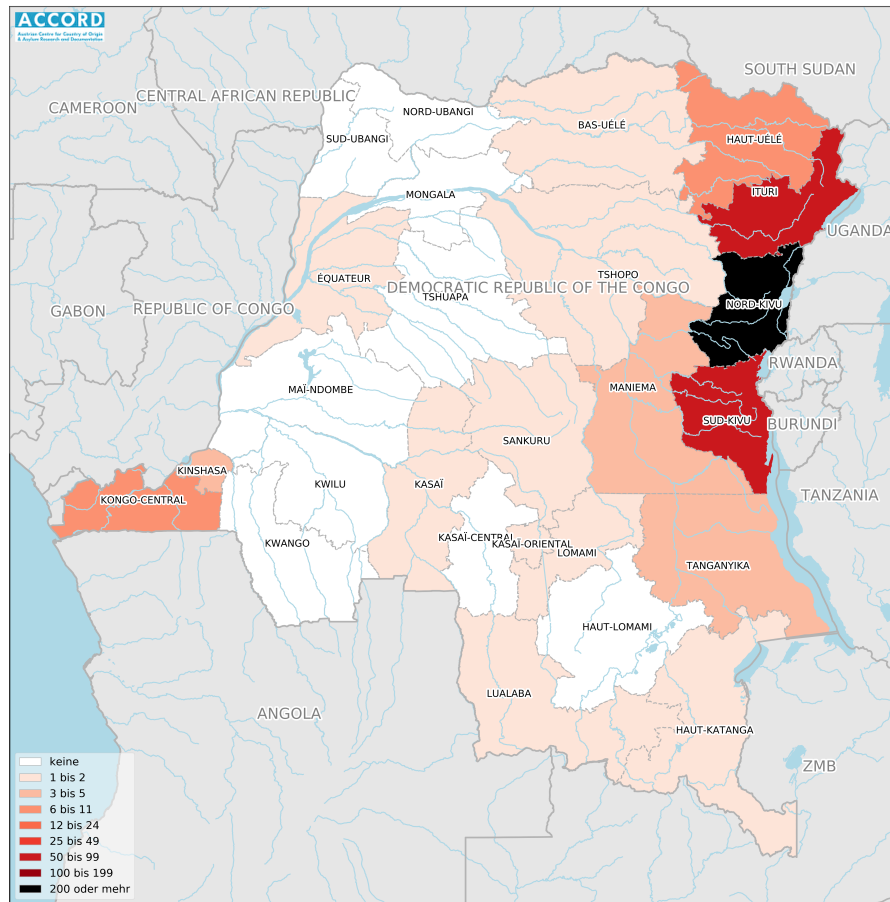 ACCORD
Austrian Centre for Country of Origin
& Asylum Research and Documentation
SOUTH SUDAN
CENTRAL AFRICAN REPUBLIC
CAMEROON
NORD-UBANGI
BAS-UÉLÉ
SUD-UBANGI
HAUT-UÉLÉ
ITURI
MONGALA
UGANDA
TSHOPO
ÉQUATEUR
DEMOCRATIC REPUBLIC OF THE CONGO
TSHUAPA
NORD-KIVU
GABON
REPUBLIC OF CONGO
RWANDA
MANIEMA
MAÏ-NDOMBE
SUD-KIVU
BURUNDI
SANKURU
KINSHASA
KWILU
KASAÏ
KONGO-CENTRAL
TANZANIA
KWANGO
KASAÏ-CENTRAL
KASAÏ-ORIENTAL
LOMAMI
TANGANYIKA
HAUT-LOMAMI
LUALABA
ANGOLA
HAUT-KATANGA
ZMB
keine
1 bis 2
3 bis 5
6 bis 11
12 bis 24
25 bis 49
50 bis 99
100 bis 199
200 oder mehr